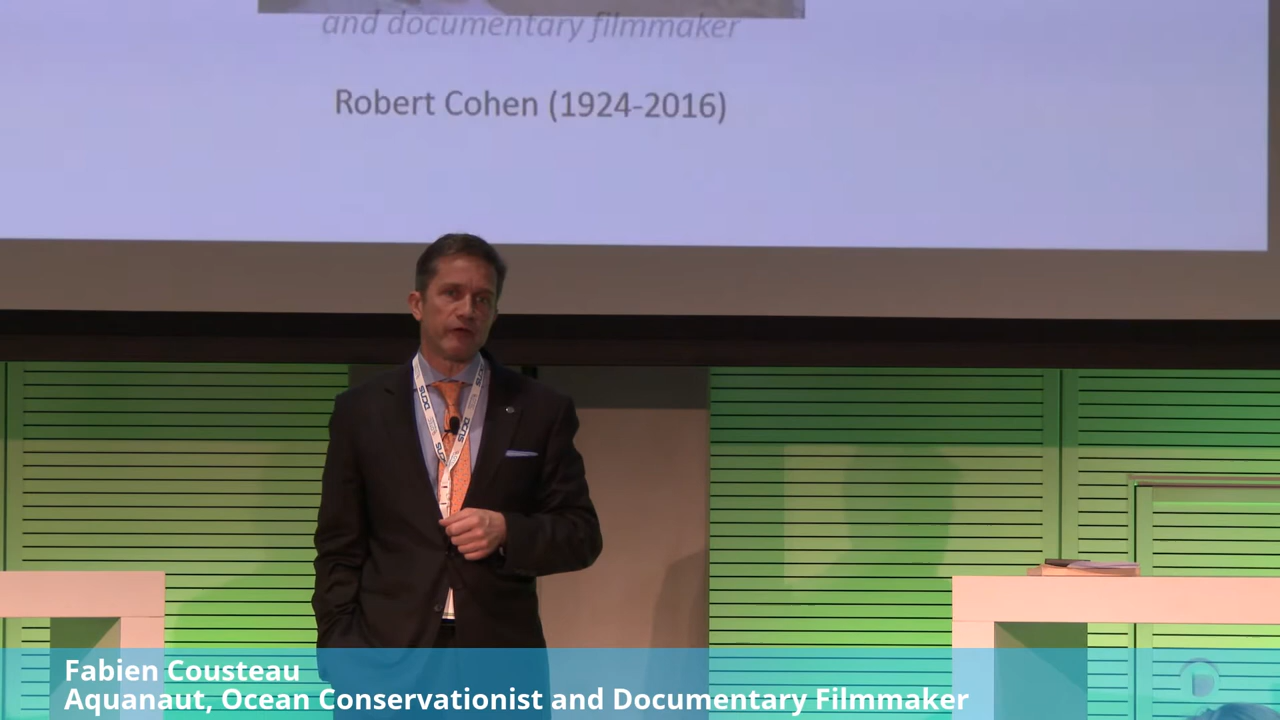 and documentary filmmaker
Robert Cohen (1924-2016)
Fabien Cousteau
Aquanaut, Ocean Conservationist and Documentary Filmmaker